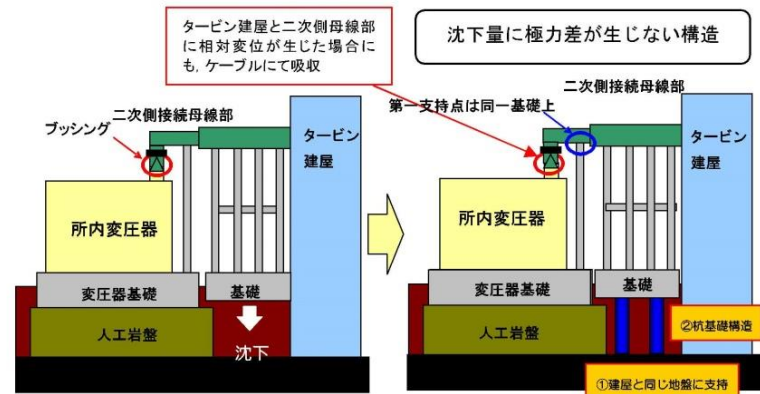 タービン建屋と二次側母線部
に相対変位が生じた場合に
も，ケーブルにて吸収
沈下量に極力差が生じない構造
二次側接続母線部
ブッシング
タービン
建屋
所内変圧器
変圧器基礎
基礎
人工岩盤
沈下
二次側接続母線部
第一支持点は同一基礎上
タービン
建屋
所内変圧器
変圧器基礎
基礎
人工岩盤
②杭基礎構造
①建屋と同じ地盤に支持